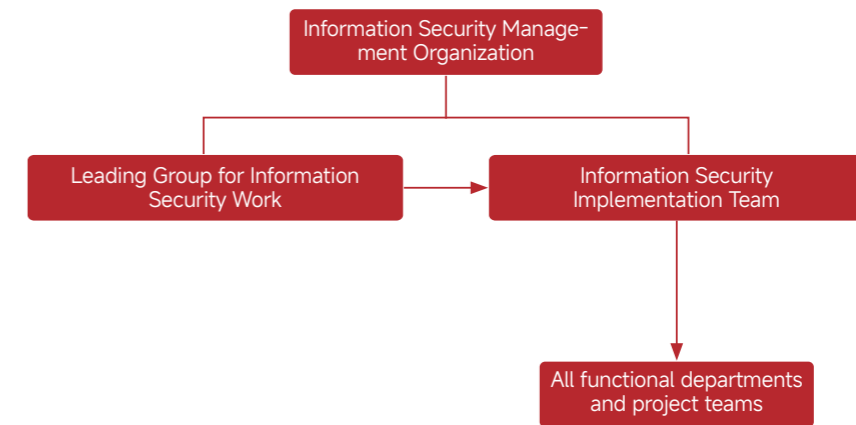 Information Security Manage-
ment Organization
Leading Group for Information
Security Work
Information Security
Implementation Team
All functional departments
and project teams